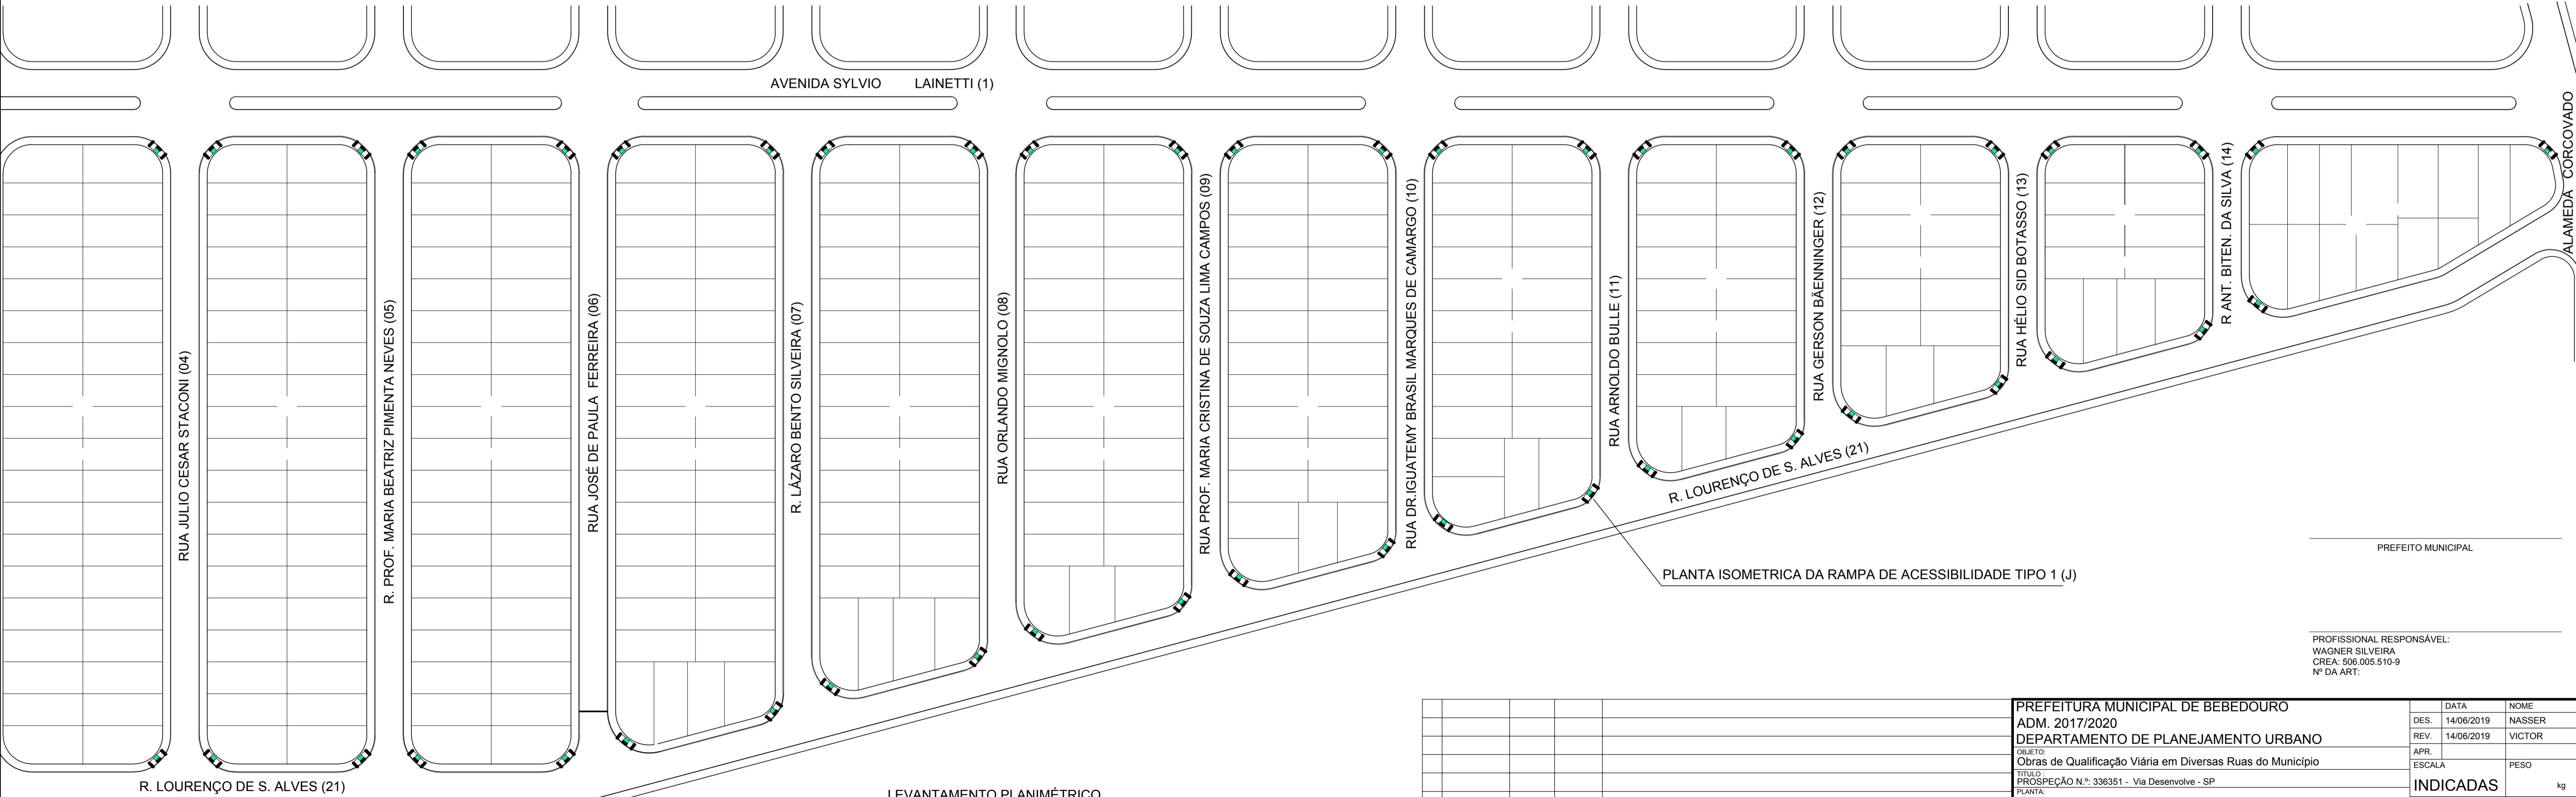 AVENIDA SYLVIO LAINETTI (1)
ALAMEDA CORCOVADO
RUA JULIO CESAR STACONI (04)
R. PROF. MARIA BEATRIZ PIMENTA NEVES (05)
RUA JOSÉ DE PAULA FERREIRA (06)
R. LÁZARO BENTO SILVEIRA (07)
RUA ORLANDO MIGNOLO (08)
RUA PROF. MARIA CRISTINA DE SOUZA LIMA CAMPOS (09)
RUA DR.IGUATEMY BRASIL MARQUES DE CAMARGO (10)
RUA ARNOLDO BULLE (11)
RUA GERSON BÄENNINGER (12)
RUA HÉLIO SID BOTASSO (13)
R ANT. BITEN. DA SILVA (14)
R. LOURENÇO DE S. ALVES (21)
PLANTA ISOMETRICA DA RAMPA DE ACESSIBILIDADE TIPO 1 (J)
R. LOURENÇO DE S. ALVES (21)
LEVANTAMENTO PLANIMÉTRICO
PREFEITO MUNICIPAL
PROFISSIONAL RESPONSÁVEL:
WAGNER SILVEIRA
CREA: 506.005.510-9
Nº DA ART:
PREFEITURA MUNICIPAL DE BEBEDOURO
ADM. 2017/2020
DEPARTAMENTO DE PLANEJAMENTO URBANO
OBJETO:
Obras de Qualificação Viária em Diversas Ruas do Município
TITULO :
PROSPEÇÃO N.º: 336351 - Via Desenvolve - SP
PLANTA:
DATA NOME
DES. 14/06/2019 NASSER
REV. 14/06/2019 VICTOR
APR.
ESCALA PESO
INDICADAS kg